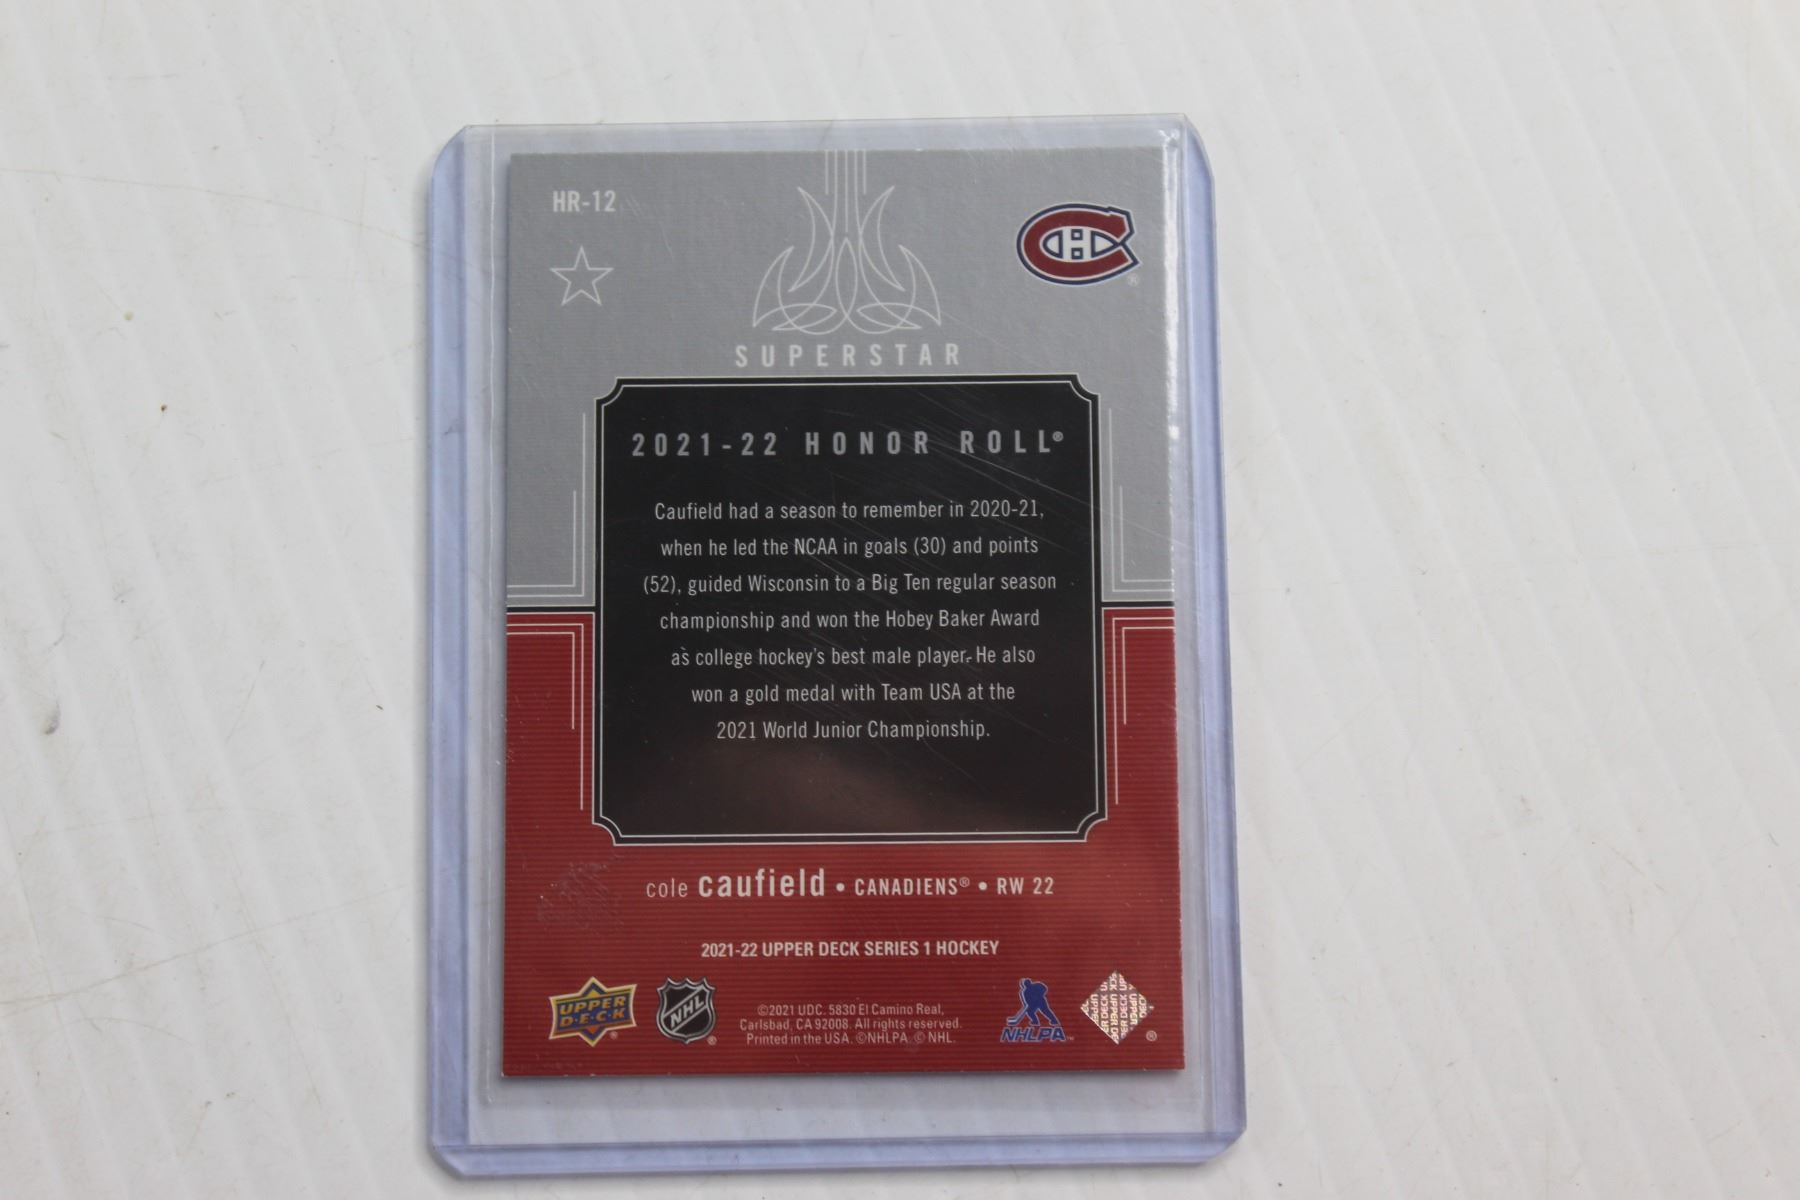 HR-12
SUPERSTAR
2021-22 HONOR ROLL®
Caufield had a season to remember in 2020-21,
when he led the NCAA in goals (30) and points
(52), guided Wisconsin to a Big Ten regular season
championship and won the Hobey Baker Award
as college hockey's best male player. He also
won a gold medal with Team USA at the
2021 World Junior Championship.
cole caufield • CANADIENS® • RW 22
2021-22 UPPER DECK SERIES 1 HOCKEY
UPPER
DECK
NHL
©2021 UDC. 5830 El Camino Real,
Carlsbad, CA 92008. All rights reserved.
Printed in the USA. ©NHLPA. © NHL.
NHLPA™